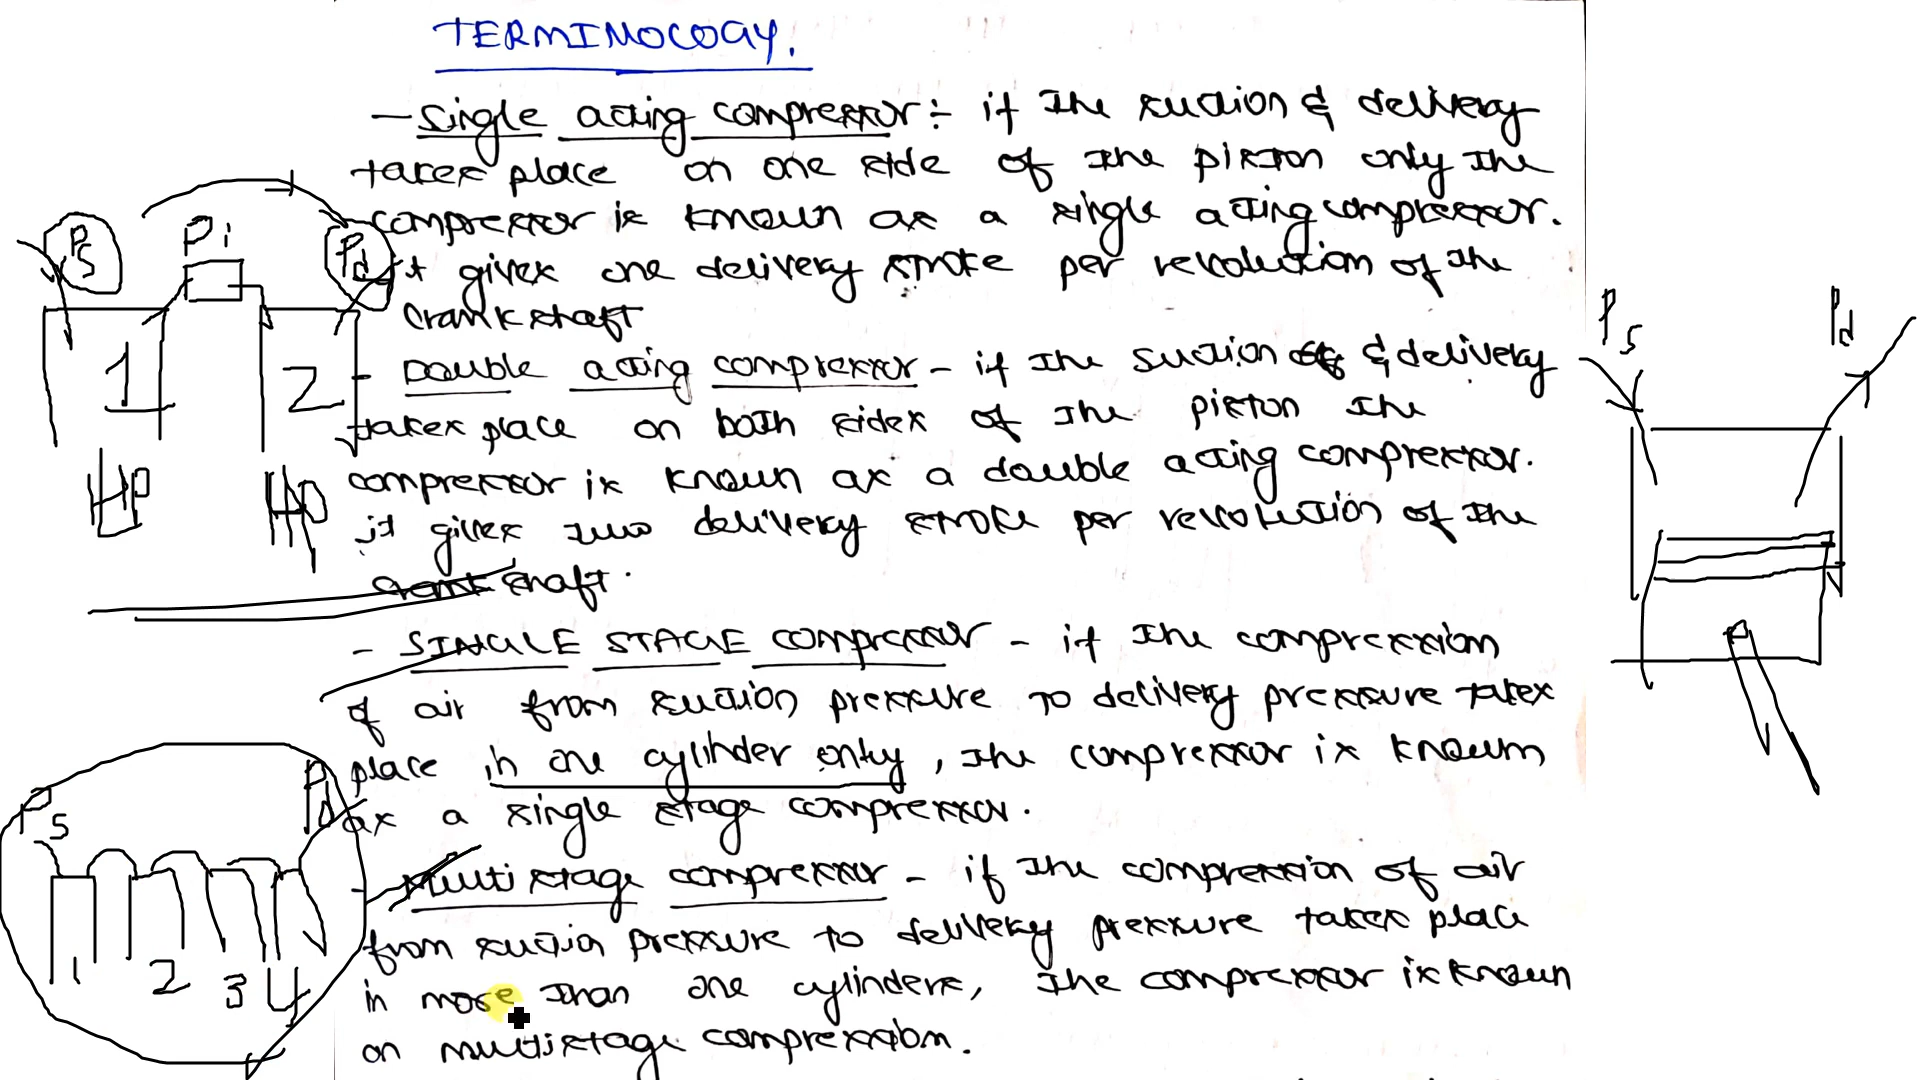 TERMINOLOGY.
- Single acting compressor :- if the suction & delivery
takes place on one side of the piston only the
compressor is known as a single acting compressor.
it gives one delivery stroke per revolution of the
crank shaft
- Double acting compressor - if the suction & delivery
takes place on both sides of the piston the
compressor is known as a double acting compressor.
it gives two delivery stroke per revolution of the
crank shaft.
- SINGLE STAGE compressor - if the compression
of air from suction pressure to delivery pressure takes
place in one cylinder only, the compressor is known
as a single stage compressor.
- Multi stage compressor - if the compression of air
from suction pressure to delivery pressure takes place
in more than one cylinders, the compressor is known
on multistage compression.
Ps Pi Pd
1 2
LP HP
Ps Pd
1 2 3 4
Ps Pd